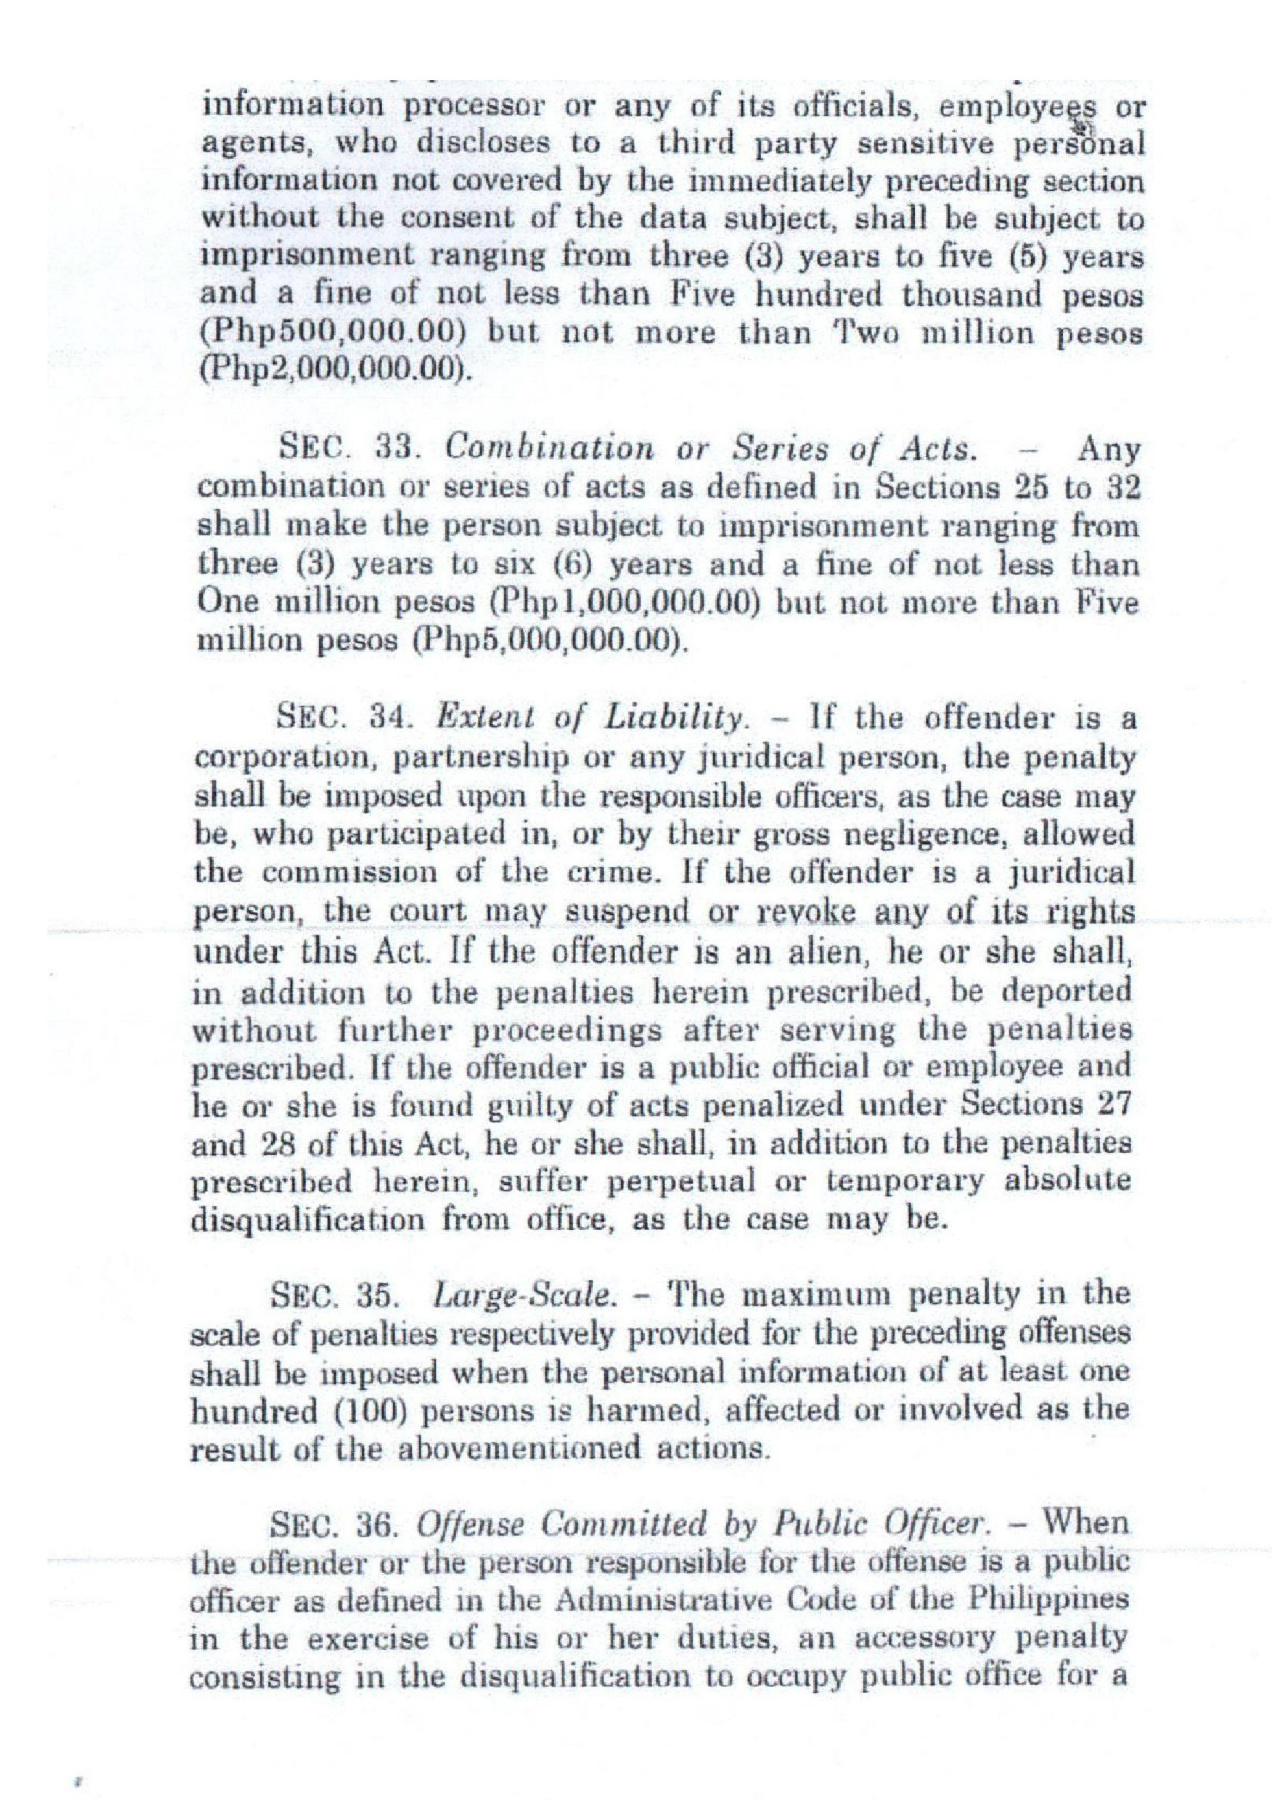 information processor or any of its officials, employees or
agents, who discloses to a third party sensitive personal
information not covered by the immediately preceding section
without the consent of the data subject, shall be subject to
imprisonment ranging from three (3) years to five (5) years
and a fine of not less than Five hundred thousand pesos
(Php500,000.00) but not more than Two million pesos
(Php2,000,000.00).
SEC. 33. Combination or Series of Acts. – Any
combination or series of acts as defined in Sections 25 to 32
shall make the person subject to imprisonment ranging from
three (3) years to six (6) years and a fine of not less than
One million pesos (Php1,000,000.00) but not more than Five
million pesos (Php5,000,000.00).
SEC. 34. Extent of Liability. – If the offender is a
corporation, partnership or any juridical person, the penalty
shall be imposed upon the responsible officers, as the case may
be, who participated in, or by their gross negligence, allowed
the commission of the crime. If the offender is a juridical
person, the court may suspend or revoke any of its rights
under this Act. If the offender is an alien, he or she shall,
in addition to the penalties herein prescribed, be deported
without further proceedings after serving the penalties
prescribed. If the offender is a public official or employee and
he or she is found guilty of acts penalized under Sections 27
and 28 of this Act, he or she shall, in addition to the penalties
prescribed herein, suffer perpetual or temporary absolute
disqualification from office, as the case may be.
SEC. 35. Large-Scale. – The maximum penalty in the
scale of penalties respectively provided for the preceding offenses
shall be imposed when the personal information of at least one
hundred (100) persons is harmed, affected or involved as the
result of the abovementioned actions.
SEC. 36. Offense Committed by Public Officer. – When
the offender or the person responsible for the offense is a public
officer as defined in the Administrative Code of the Philippines
in the exercise of his or her duties, an accessory penalty
consisting in the disqualification to occupy public office for a